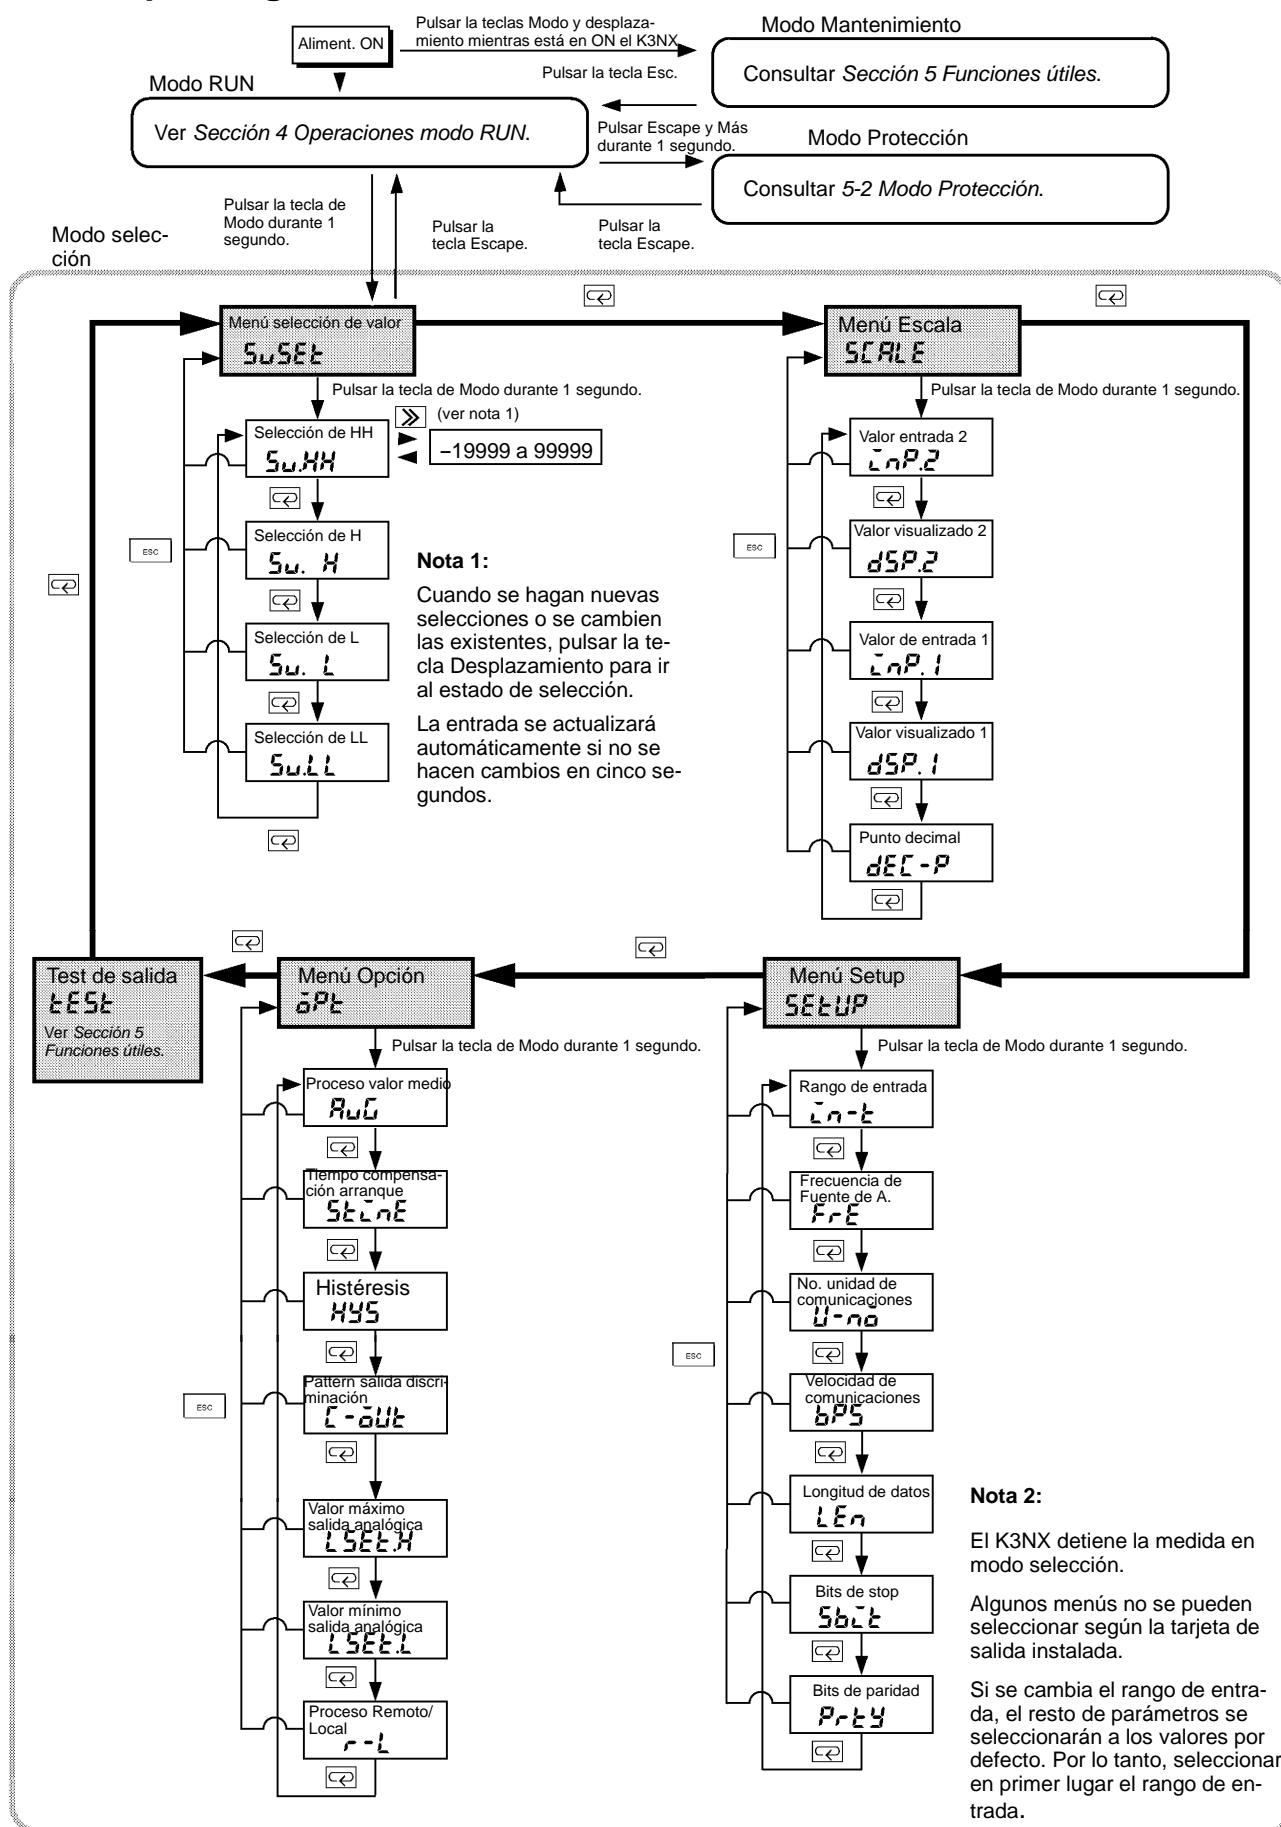 Aliment. ON
Pulsar la teclas Modo y desplaza-
miento mientras está en ON el K3NX
Modo Mantenimiento
Consultar Sección 5 Funciones útiles.
Pulsar la tecla Esc.
Modo RUN
Ver Sección 4 Operaciones modo RUN.
Pulsar Escape y Más
durante 1 segundo.
Modo Protección
Consultar 5-2 Modo Protección.
Pulsar la tecla de
Modo durante 1
segundo.
Pulsar la
tecla Escape.
Pulsar la
tecla Escape.
Modo selec-
ción
Menú selección de valor
SvSEt
Pulsar la tecla de Modo durante 1 segundo.
(ver nota 1)
Selección de HH
Sv.HH
–19999 a 99999
Selección de H
Sv. H
ESC
Selección de L
Sv. L
Selección de LL
Sv.LL
Nota 1:
Cuando se hagan nuevas
selecciones o se cambien
las existentes, pulsar la te-
cla Desplazamiento para ir
al estado de selección.
La entrada se actualizará
automáticamente si no se
hacen cambios en cinco se-
gundos.
Menú Escala
SCALE
Pulsar la tecla de Modo durante 1 segundo.
Valor entrada 2
inP.2
Valor visualizado 2
dSP.2
ESC
Valor de entrada 1
inP.1
Valor visualizado 1
dSP.1
Punto decimal
dEC-P
Test de salida
tESt
Ver Sección 5
Funciones útiles.
Menú Opción
oPt
Pulsar la tecla de Modo durante 1 segundo.
Proceso valor medio
AvG
Tiempo compensa-
ción arranque
StinE
Histéresis
HYS
Pattern salida discri-
minación
C-oUt
ESC
Valor máximo
salida analógica
LSEt.H
Valor mínimo
salida analógica
LSEt.L
Proceso Remoto/
Local
r-L
Menú Setup
SEtUP
Pulsar la tecla de Modo durante 1 segundo.
Rango de entrada
in-t
Frecuencia de
Fuente de A.
FrE
No. unidad de
comunicaciones
U-no
ESC
Velocidad de
comunicaciones
bPS
Longitud de datos
LEn
Bits de stop
Sbit
Bits de paridad
PrtY
Nota 2:
El K3NX detiene la medida en
modo selección.
Algunos menús no se pueden
seleccionar según la tarjeta de
salida instalada.
Si se cambia el rango de entra-
da, el resto de parámetros se
seleccionarán a los valores por
defecto. Por lo tanto, seleccionar
en primer lugar el rango de en-
trada.